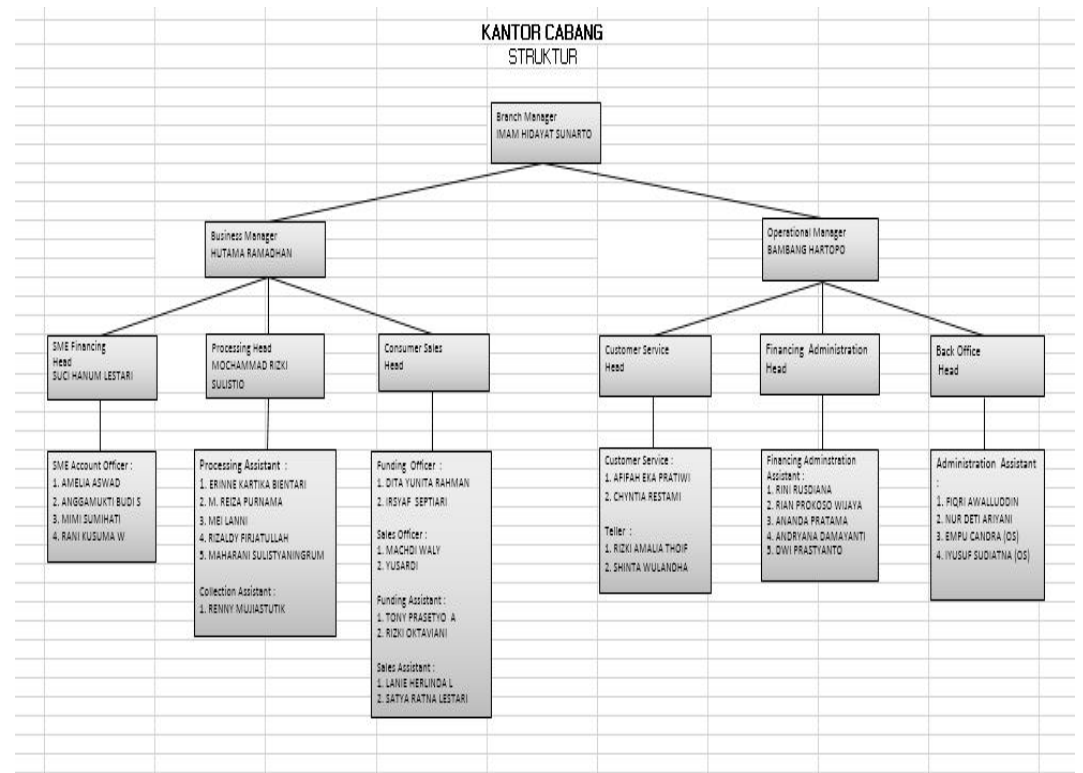 KANTOR CABANG
STRUKTUR
Branch Manager
IMAM HIDAYAT SUNARTO
Business Manager
HUTAMA RAMADHAN
Operational Manager
BAMBANG HARTOPO
SME Financing
Head
SUCI HANUM LESTARI
Processing Head
MOCHAMMAD RIZKI
SULISTIO
Consumer Sales
Head
Customer Service
Head
Financing Administration
Head
Back Office
Head
SME Account Officer :
1. AMELIA ASWAD
2. ANGGAMUKTI BUDI S
3. MIMI SUMIHATI
4. RANI KUSUMA W
Processing Assistant :
1. ERINNE KARTIKA BIENTARI
2. M. REIZA PURNAMA
3. MEI LANNI
4. RIZALDY FIRJATULLAH
5. MAHARANI SULISTYANINGRUM
Collection Assistant :
1. RENNY MUJIASTUTIK
Funding Officer :
1. DITA YUNITA RAHMAN
2. IRSYAF SEPTIARI
Sales Officer :
1. MACHDI WALY
2. YUSARDI
Funding Assistant :
1. TONY PRASETYO A
2. RIZKI OKTAVIANI
Sales Assistant :
1. LANIE HERLINDA L
2. SATYA RATNA LESTARI
Customer Service :
1. AFIFAH EKA PRATIWI
2. CHYNTIA RESTAMI
Teller :
1. RIZKI AMALIA THOIF
2. SHINTA WULANDHA
Financing Adminstration
Assistant :
1. RINI RUSDIANA
2. RIAN PROKOSO WIJAYA
3. ANANDA PRATAMA
4. ANDRYANA DAMAYANTI
5. DWI PRASTYANTO
Administration Assistant
:
1. FIQRI AWALLUDDIN
2. NUR DETI ARIYANI
3. EMPU CANDRA (OS)
4. IYUSUF SUDIATNA (OS)